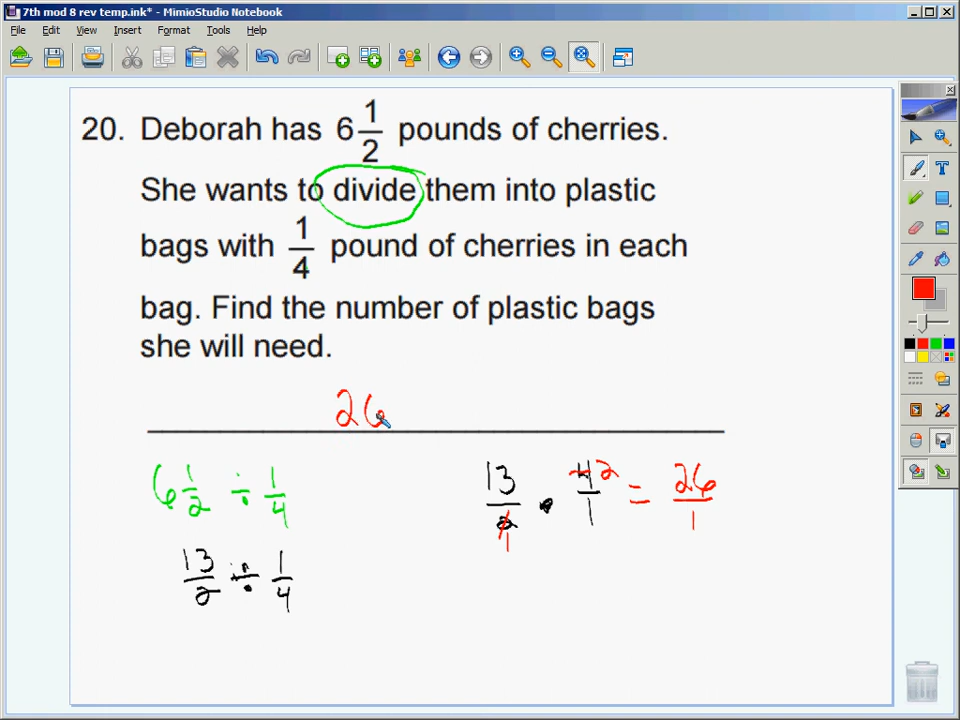 7th mod 8 rev temp.ink* - MimioStudio Notebook
File Edit View Insert Format Tools Help
20. Deborah has 6 1/2 pounds of cherries.
She wants to divide them into plastic
bags with 1/4 pound of cherries in each
bag. Find the number of plastic bags
she will need.
26
6 1/2 ÷ 1/4
13/2 ÷ 1/4
13/2 1 • 4/1 2 = 26/1